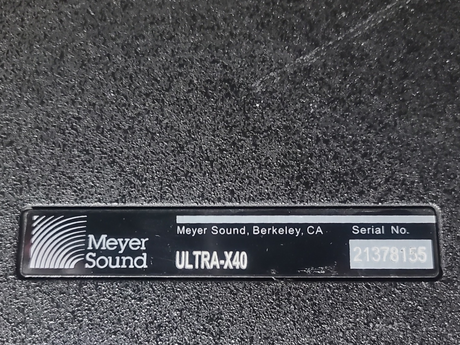 Meyer
Sound
Meyer Sound, Berkeley, CA
ULTRA-X40
Serial No.
21378155